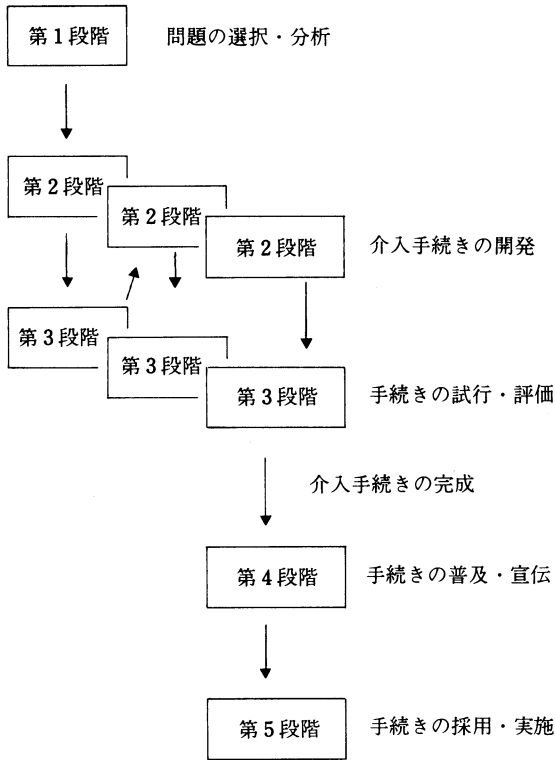 第1段階 問題の選択・分析
第2段階
第2段階
第2段階 介入手続きの開発
第3段階
第3段階
第3段階 手続きの試行・評価
介入手続きの完成
第4段階 手続きの普及・宣伝
第5段階 手続きの採用・実施